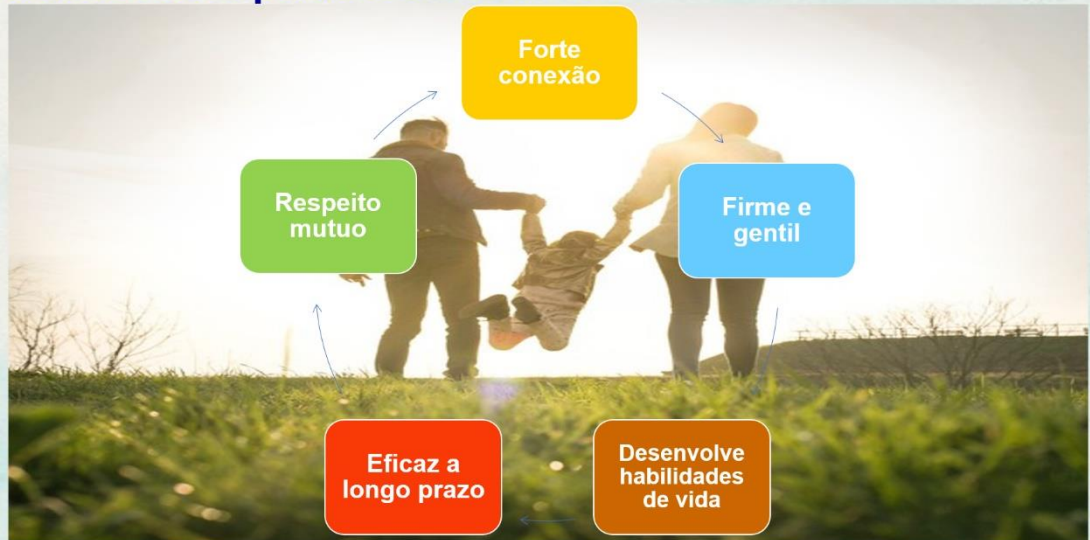 Forte
conexão
Respeito
mutuo
Firme e
gentil
Eficaz a
longo prazo
Desenvolve
habilidades
de vida